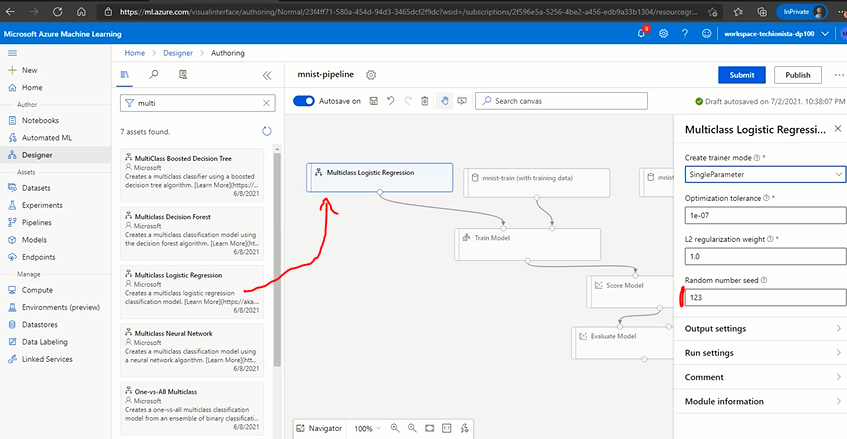 https://ml.azure.com/visualinterface/authoring/Normal/23f4ff71-580a-454d-94d3-3465dcf2f9dc?wsid=/subscriptions/2f596e5a-5256-4be2-a456-edb9a33b1304/resourcegr...
InPrivate
Microsoft Azure Machine Learning
workspace-techionista-dp100
Home > Designer > Authoring
New
Home
Author
Notebooks
Automated ML
Designer
Assets
Datasets
Experiments
Pipelines
Models
Endpoints
Manage
Compute
Environments (preview)
Datastores
Data Labeling
Linked Services
multi
7 assets found.
MultiClass Boosted Decision Tree
Microsoft
Creates a multiclass classifier using a
boosted decision tree algorithm. [Learn More](https...
6/8/2021
Multiclass Decision Forest
Microsoft
Creates a multiclass classification model using
the decision forest algorithm. [Learn More](ht...
6/8/2021
Multiclass Logistic Regression
Microsoft
Creates a multiclass logistic regression
classification model. [Learn More](https://aka...
6/8/2021
Multiclass Neural Network
Microsoft
Creates a multiclass classification model using
a neural network algorithm. [Learn More](htt...
6/8/2021
One-vs-All Multiclass
Microsoft
Creates a one-vs-all multiclass classification
model from an ensemble of binary classificat...
mnist-pipeline
Submit
Publish
Autosave on
Search canvas
Draft autosaved on 7/2/2021, 10:38:07 PM
Multiclass Logistic Regression
mnist-train (with training data)
mnist
Train Model
Score Model
Evaluate Model
Navigator
100%
Multiclass Logistic Regressi...
Create trainer mode *
SingleParameter
Optimization tolerance *
1e-07
L2 regularization weight *
1.0
Random number seed
123
Output settings
Run settings
Comment
Module information